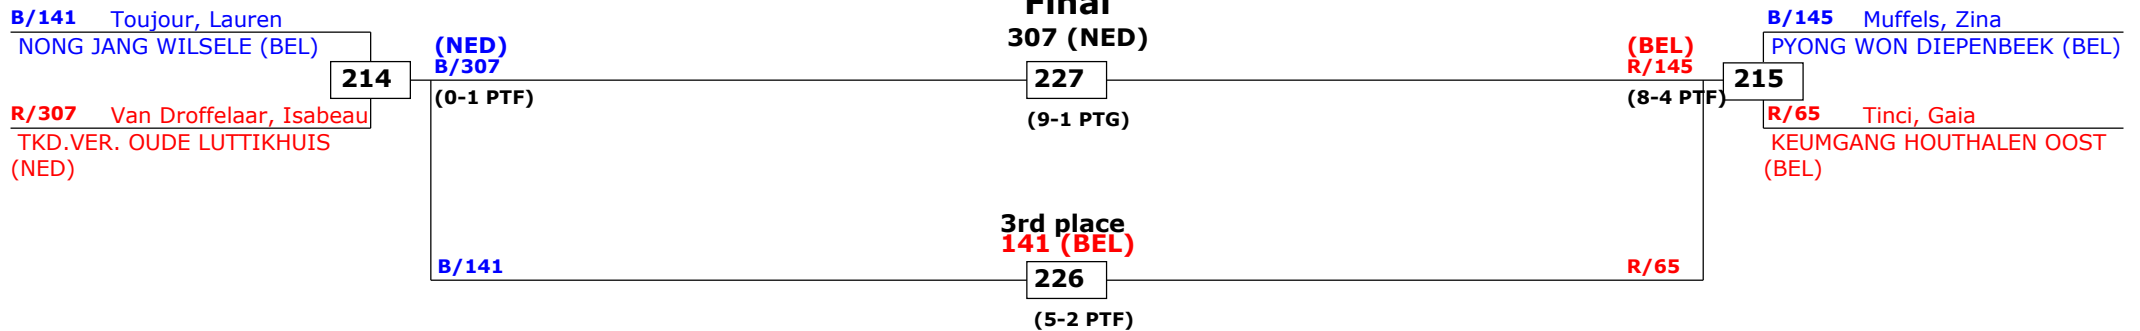 B/141 Toujour, Lauren
NONG JANG WILSELE (BEL)
214
R/307 Van Droffelaar, Isabeau
TKD.VER. OUDE LUTTIKHUIS
(NED)
(NED)
B/307
(0-1 PTF)
Final
307 (NED)
227
(9-1 PTG)
(BEL)
R/145
(8-4 PTF)
B/145 Muffels, Zina
PYONG WON DIEPENBEEK (BEL)
215
R/65 Tinci, Gaia
KEUMGANG HOUTHALEN OOST
(BEL)
B/141
3rd place
141 (BEL)
226
(5-2 PTF)
R/65